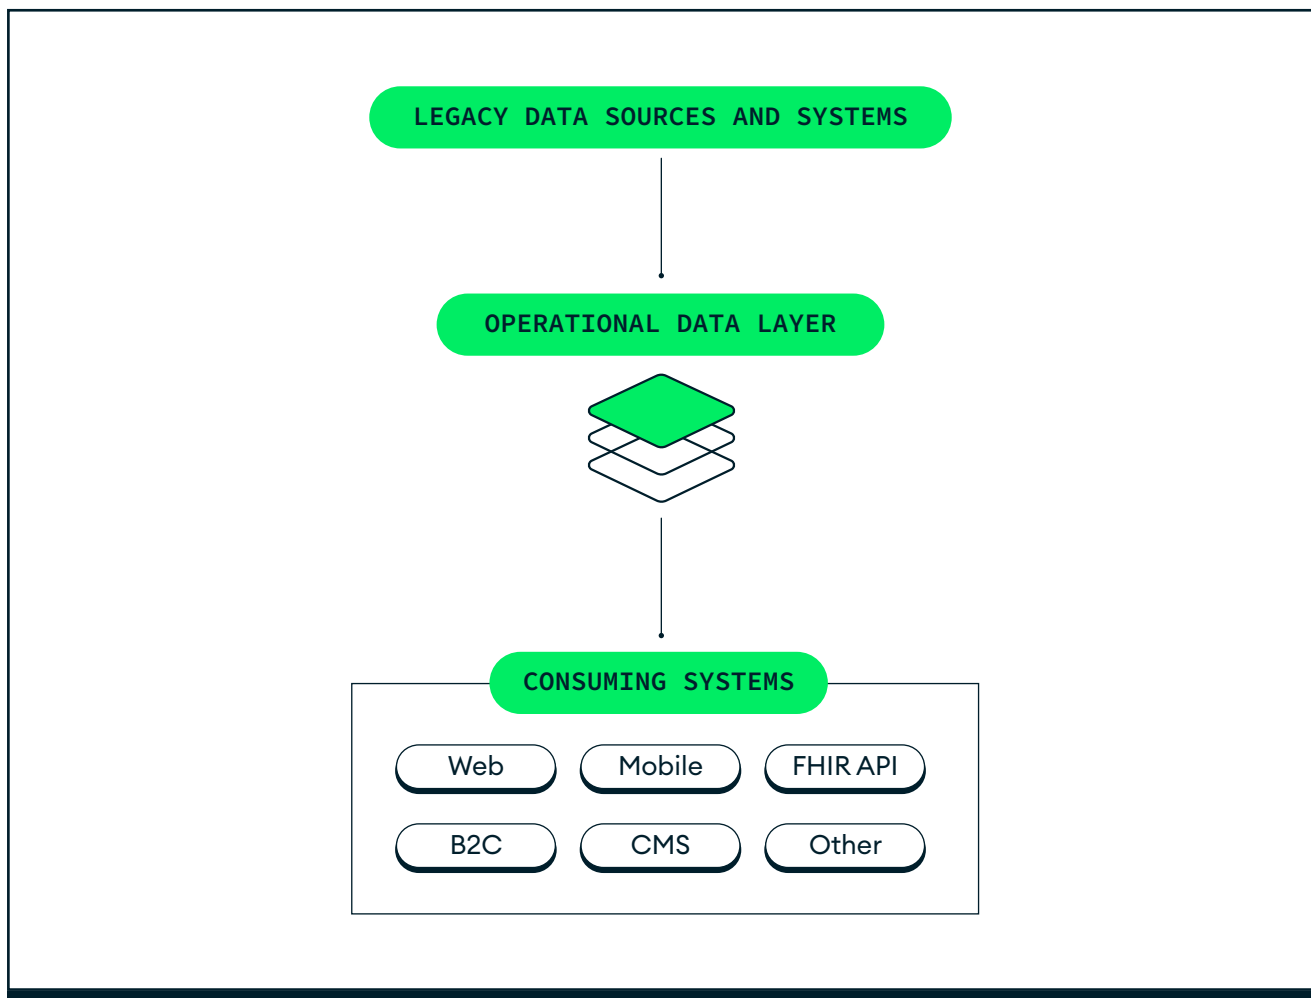 LEGACY DATA SOURCES AND SYSTEMS
OPERATIONAL DATA LAYER
CONSUMING SYSTEMS
Web Mobile FHIR API
B2C CMS Other